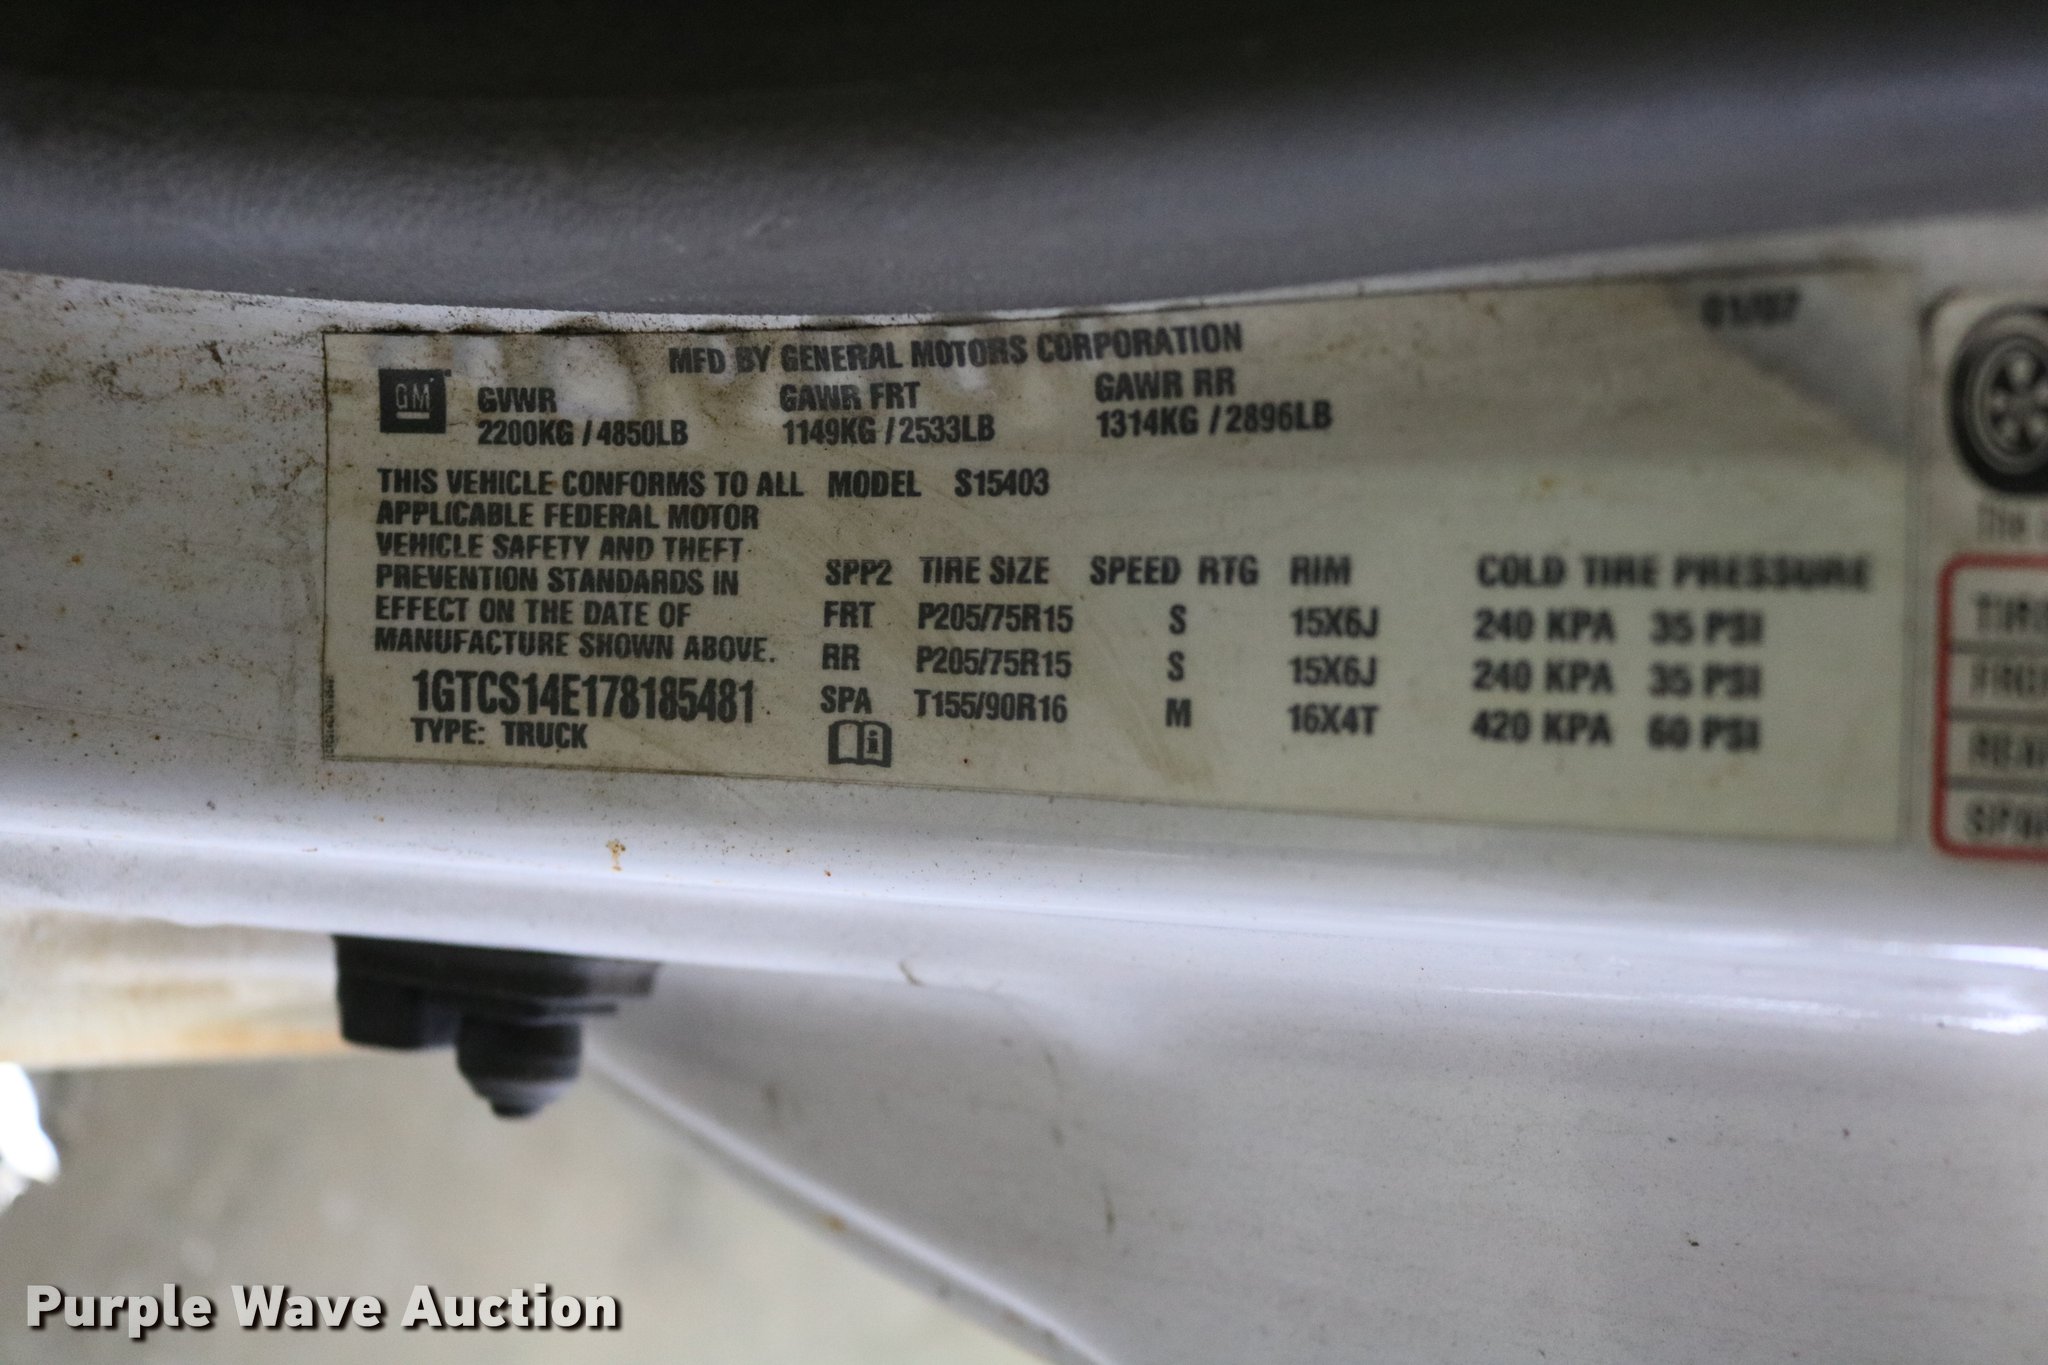 01/07
MFD BY GENERAL MOTORS CORPORATION
GM
GVWR GAWR FRT GAWR RR
2200KG / 4850LB 1149KG / 2533LB 1314KG / 2896LB
THIS VEHICLE CONFORMS TO ALL
APPLICABLE FEDERAL MOTOR
VEHICLE SAFETY AND THEFT
PREVENTION STANDARDS IN
EFFECT ON THE DATE OF
MANUFACTURE SHOWN ABOVE.
1GTCS14E178185481
TYPE: TRUCK
MODEL S15403
SPP2 TIRE SIZE SPEED RTG RIM COLD TIRE PRESSURE
FRT P205/75R15 S 15X6J 240 KPA 35 PSI
RR P205/75R15 S 15X6J 240 KPA 35 PSI
SPA T155/90R16 M 16X4T 420 KPA 60 PSI
i
Purple Wave Auction